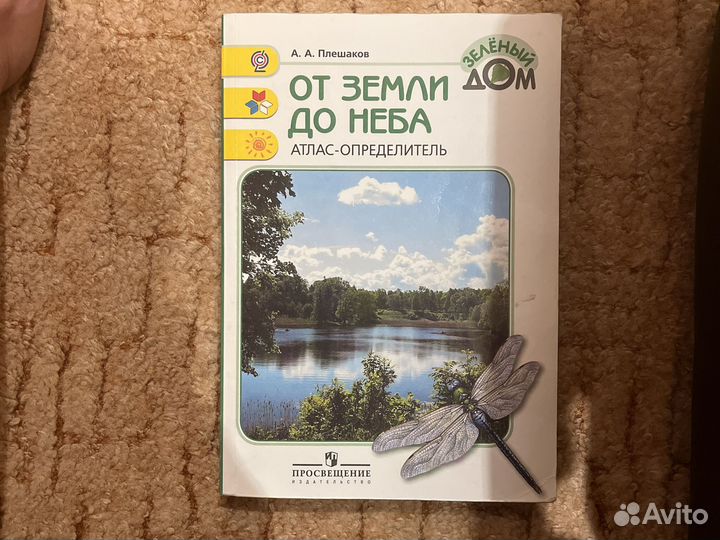 А. А. Плешаков
ЗЕЛЁНЫЙ
ДОМ
ОТ ЗЕМЛИ
ДО НЕБА
АТЛАС-ОПРЕДЕЛИТЕЛЬ
ПРОСВЕЩЕНИЕ
ИЗДАТЕЛЬСТВО
Avito